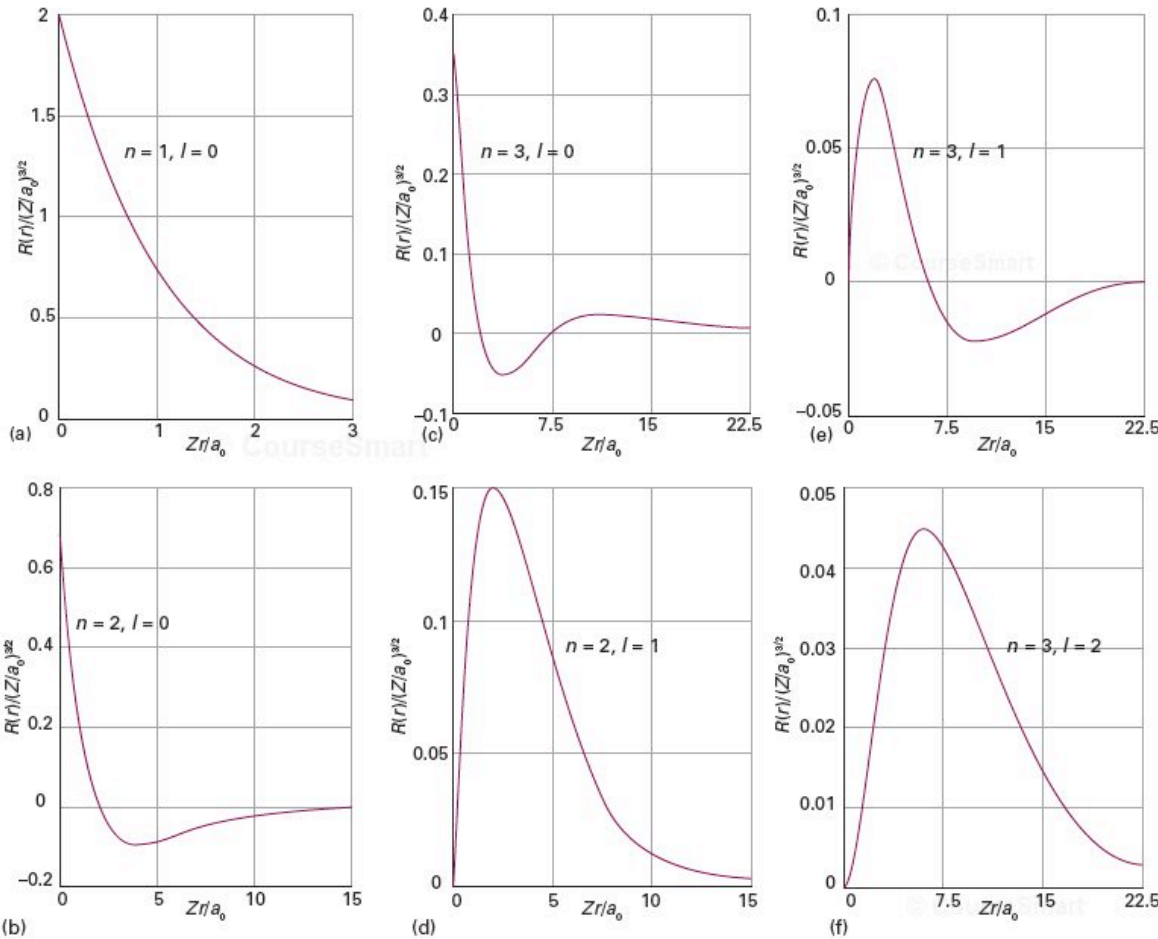 2
1.5
1
0.5
0
R(r)/(Z/a₀)^3/2
n = 1, l = 0
(a)
0 1 2 3
Zr/a₀
0.4
0.3
0.2
0.1
0
−0.1
R(r)/(Z/a₀)^3/2
n = 3, l = 0
(c)
0 7.5 15 22.5
Zr/a₀
0.1
0.05
0
−0.05
R(r)/(Z/a₀)^3/2
n = 3, l = 1
© CourseSmart
(e)
0 7.5 15 22.5
Zr/a₀
© CourseSmart
0.8
0.6
0.4
0.2
0
−0.2
R(r)/(Z/a₀)^3/2
n = 2, l = 0
0 5 10 15
Zr/a₀
(b)
0.15
0.1
0.05
0
R(r)/(Z/a₀)^3/2
n = 2, l = 1
0 5 10 15
Zr/a₀
(d)
0.05
0.04
0.03
0.02
0.01
0
R(r)/(Z/a₀)^3/2
n = 3, l = 2
0 7.5 15 22.5
Zr/a₀
© CourseSmart
(f)